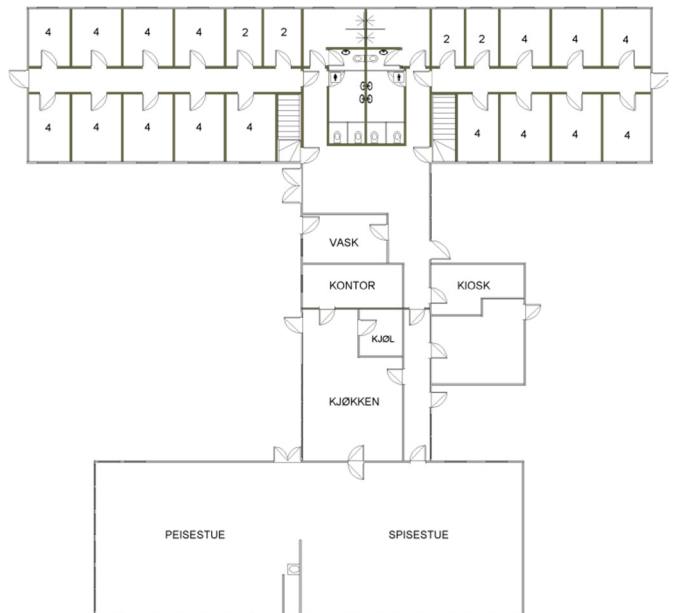 4 4 4 4 2 2 2 2 4 4 4
4 4 4 4 4 4 4 4 4
VASK
KONTOR KIOSK
KJØL
KJØKKEN
PEISESTUE SPISESTUE